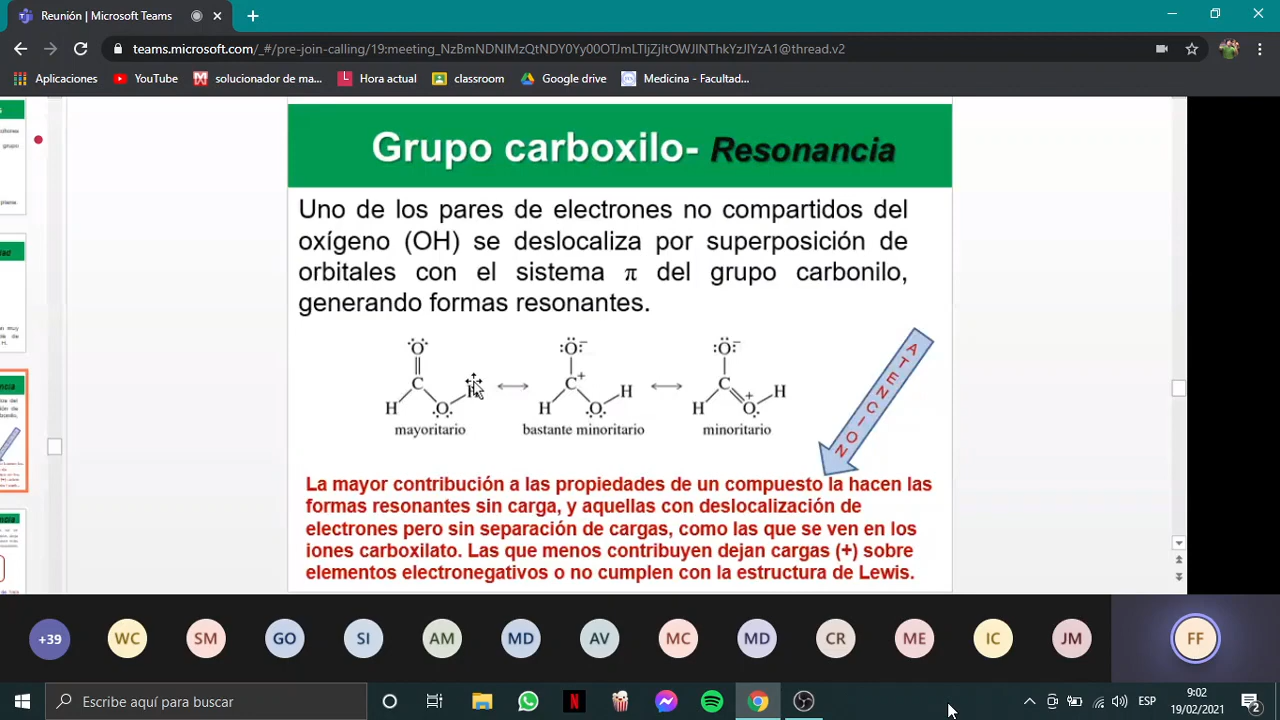 Reunión | Microsoft Teams
teams.microsoft.com/_#/pre-join-calling/19:meeting_NzBmNDNlMzQtNDY0Yy00OTJmLTljZjItOWJlNThkYzJlYzA1@thread.v2
Aplicaciones YouTube solucionador de ma... Hora actual classroom Google drive Medicina - Facultad...
Grupo carboxilo- Resonancia
Uno de los pares de electrones no compartidos del
oxígeno (OH) se deslocaliza por superposición de
orbitales con el sistema π del grupo carbonilo,
generando formas resonantes.
O O− O−
C C+ C
H O H H O H H O+ H
mayoritario bastante minoritario minoritario
ATENCION
La mayor contribución a las propiedades de un compuesto la hacen las
formas resonantes sin carga, y aquellas con deslocalización de
electrones pero sin separación de cargas, como las que se ven en los
iones carboxilato. Las que menos contribuyen dejan cargas (+) sobre
elementos electronegativos o no cumplen con la estructura de Lewis.
+39 WC SM GO SI AM MD AV MC MD CR ME IC JM FF
Escribe aquí para buscar
ESP
9:02
19/02/2021
2